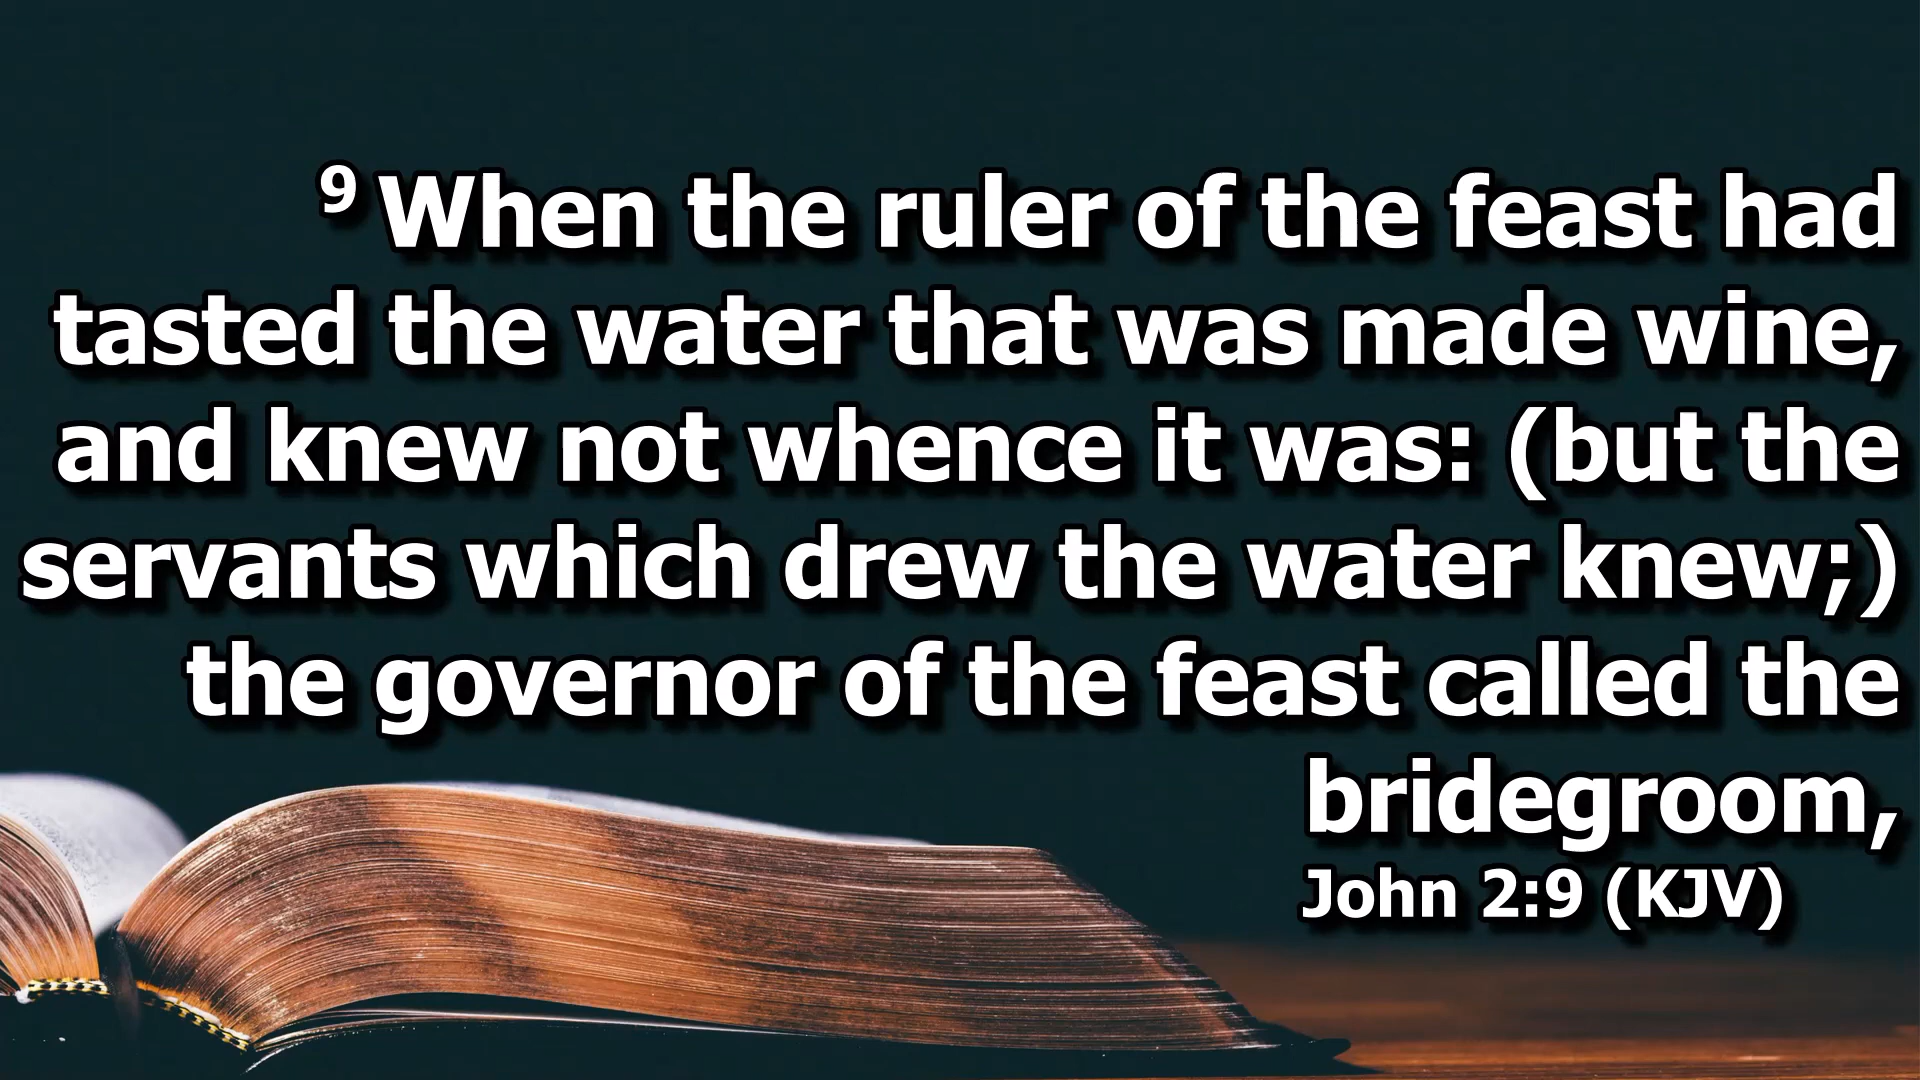 9 When the ruler of the feast had
tasted the water that was made wine,
and knew not whence it was: (but the
servants which drew the water knew;)
the governor of the feast called the
bridegroom,
John 2:9 (KJV)